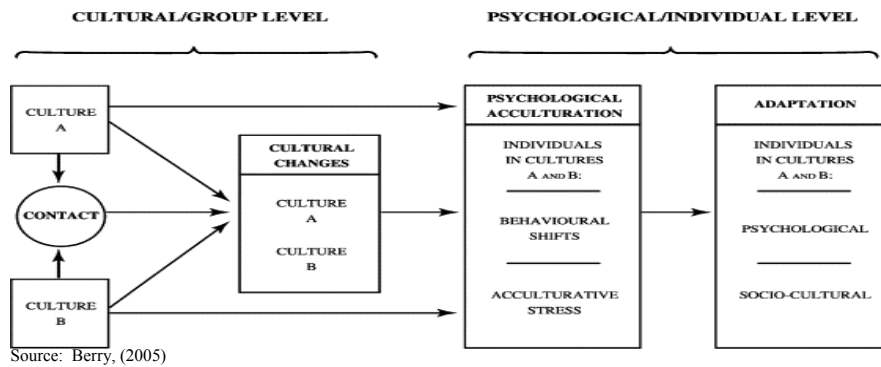 CULTURAL/GROUP LEVEL
PSYCHOLOGICAL/INDIVIDUAL LEVEL
CULTURE
A
CONTACT
CULTURE
B
CULTURAL
CHANGES
CULTURE
A
CULTURE
B
PSYCHOLOGICAL
ACCULTURATION
INDIVIDUALS
IN CULTURES
A AND B:
BEHAVIOURAL
SHIFTS
ACCULTURATIVE
STRESS
ADAPTATION
INDIVIDUALS
IN CULTURES
A AND B:
PSYCHOLOGICAL
SOCIO-CULTURAL
Source: Berry, (2005)